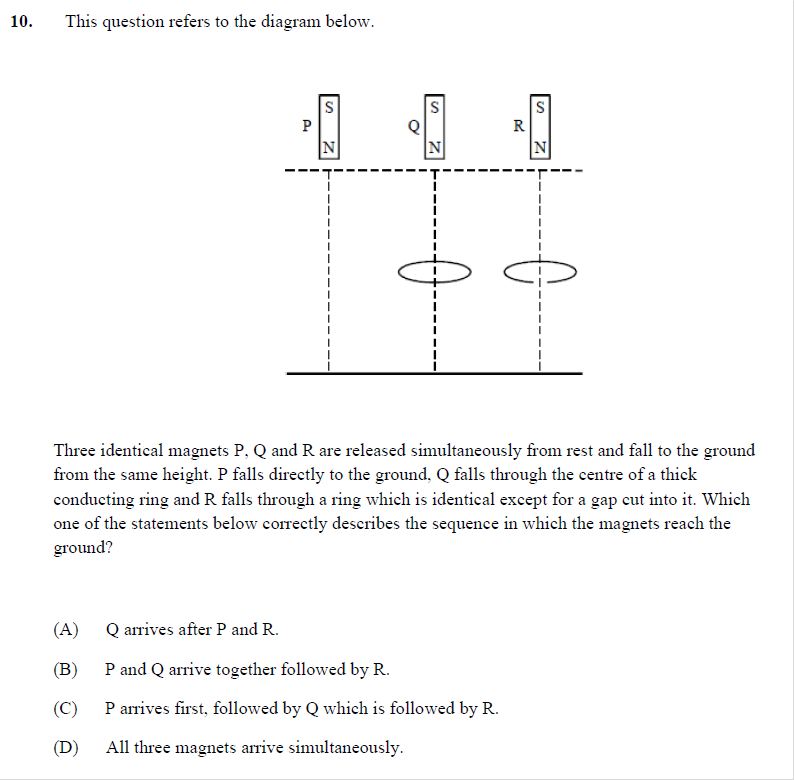 10. This question refers to the diagram below.
S S S
P Q R
N N N
Three identical magnets P, Q and R are released simultaneously from rest and fall to the ground
from the same height. P falls directly to the ground, Q falls through the centre of a thick
conducting ring and R falls through a ring which is identical except for a gap cut into it. Which
one of the statements below correctly describes the sequence in which the magnets reach the
ground?
(A) Q arrives after P and R.
(B) P and Q arrive together followed by R.
(C) P arrives first, followed by Q which is followed by R.
(D) All three magnets arrive simultaneously.